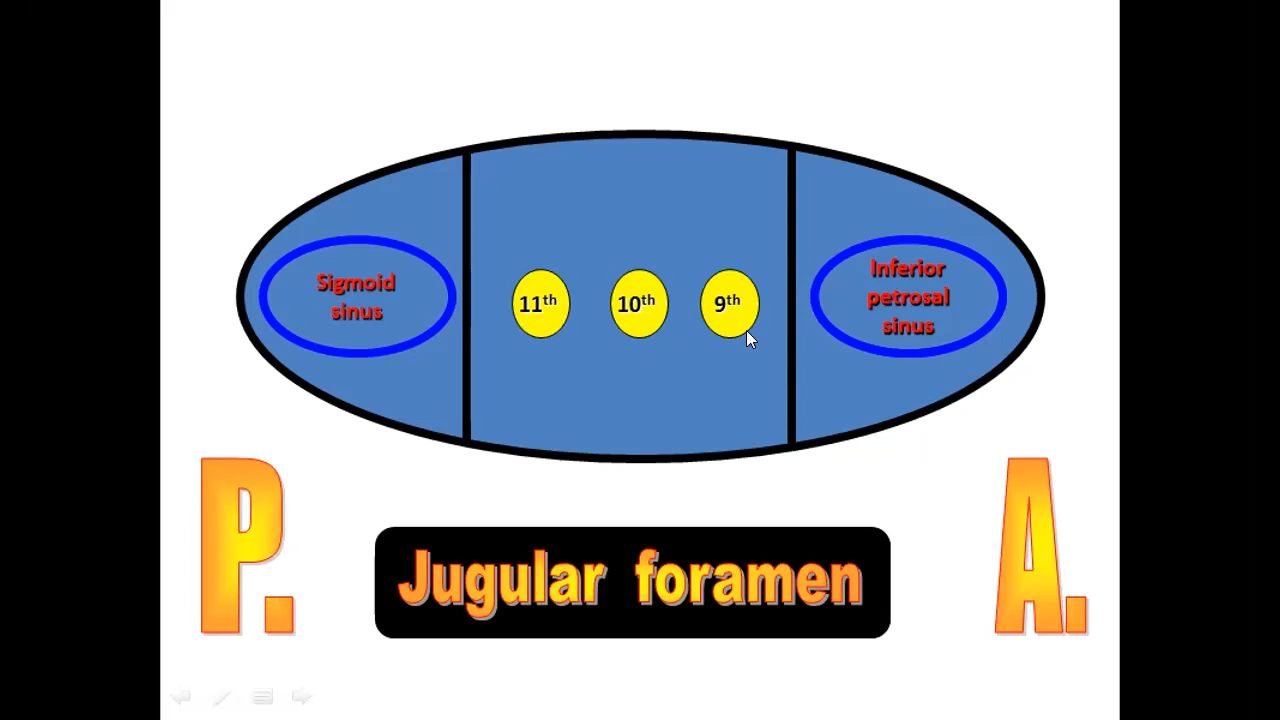 Sigmoid
sinus
11th
10th
9th
Inferior
petrosal
sinus
P.
Jugular foramen
A.